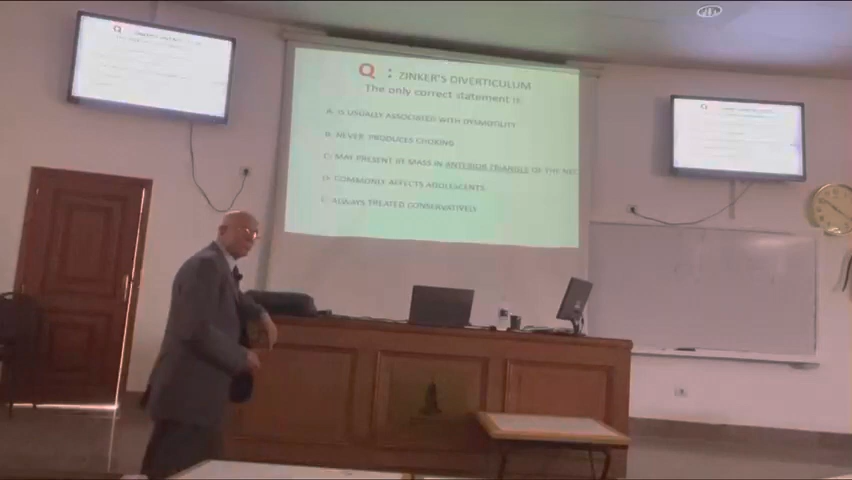 Q : ZINKER'S DIVERTICULUM
The only correct statement is:
A. IS USUALLY ASSOCIATED WITH DYSMOTILITY
B. NEVER PRODUCES CHOKING
C. MAY PRESENT BY MASS IN ANTERIOR TRIANGLE OF THE NEC
D. COMMONLY AFFECTS ADOLESCENTS
E. ALWAYS TREATED CONSERVATIVELY
Q
Q